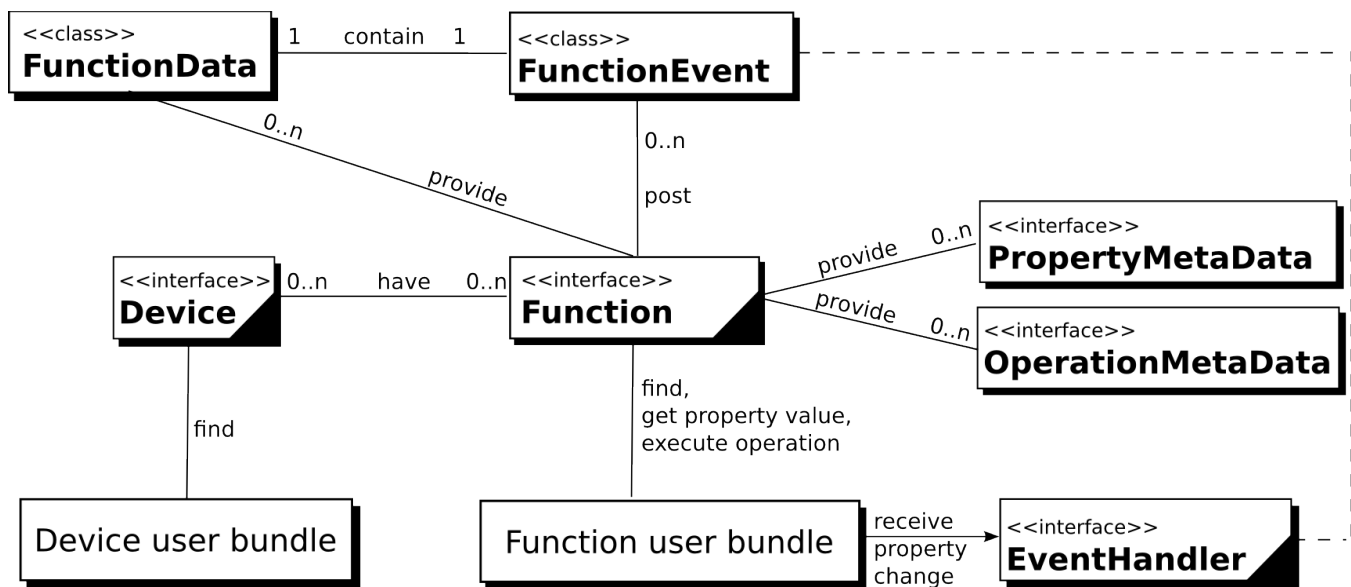 <<class>>
FunctionData
1 contain 1
<<class>>
FunctionEvent
0..n
provide
0..n
post
<<interface>>
PropertyMetaData
provide 0..n
<<interface>>
Device
0..n have 0..n
<<interface>>
Function
provide 0..n
<<interface>>
OperationMetaData
find
find,
get property value,
execute operation
Device user bundle
Function user bundle
receive
property
change
<<interface>>
EventHandler